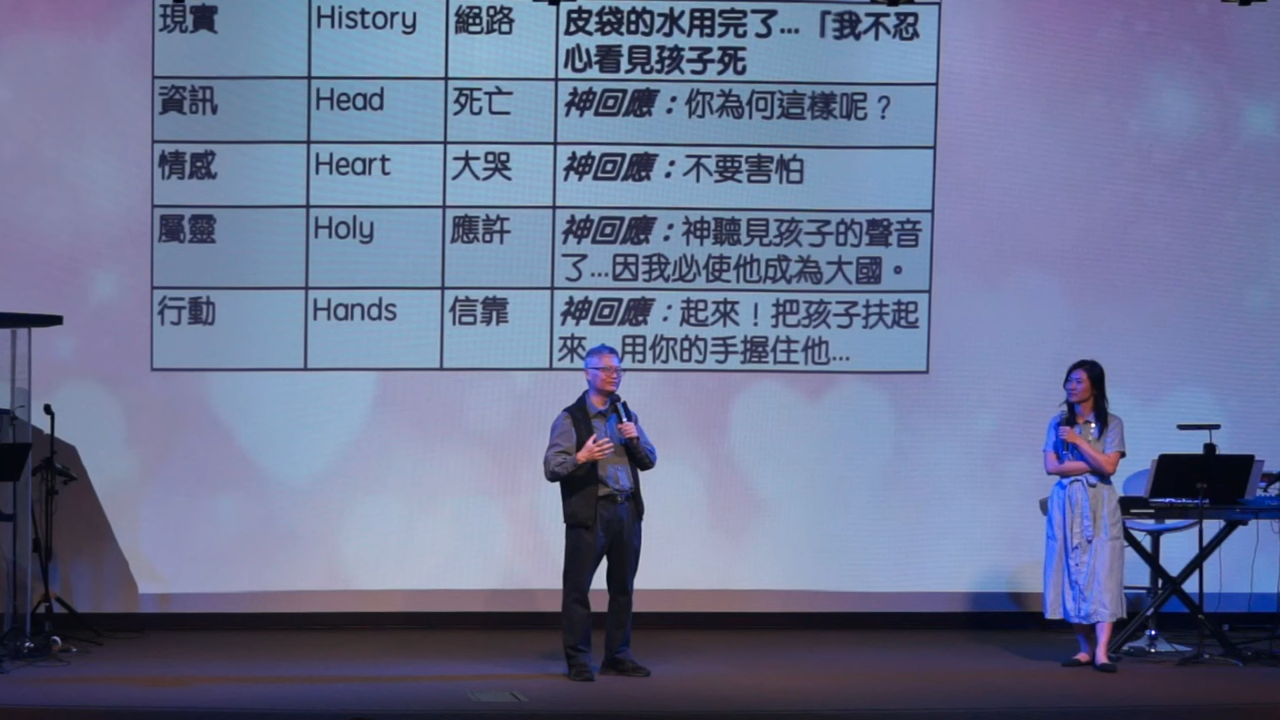 現實 History 絕路 皮袋的水用完了...「我不忍
心看見孩子死
資訊 Head 死亡 神回應：你為何這樣呢？
情感 Heart 大哭 神回應：不要害怕
屬靈 Holy 應許 神回應：神聽見孩子的聲音
了...因我必使他成為大國。
行動 Hands 信靠 神回應：起來！把孩子扶起
來 用你的手握住他...